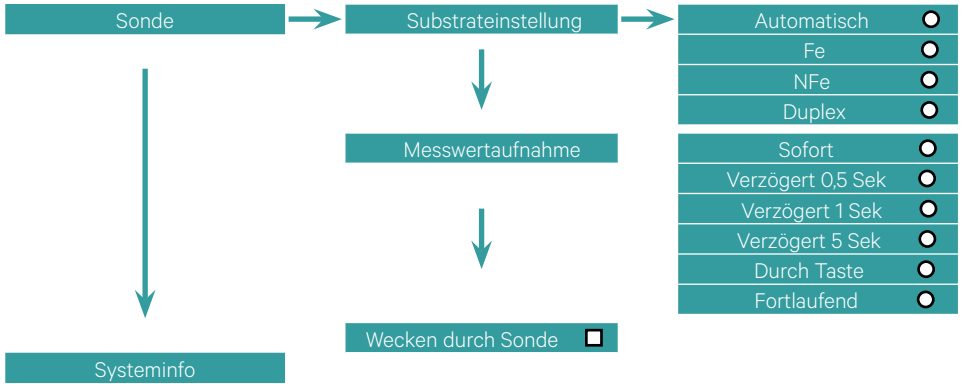 Sonde
Substrateinstellung
Automatisch
Fe
NFe
Duplex
Messwertaufnahme
Sofort
Verzögert 0,5 Sek
Verzögert 1 Sek
Verzögert 5 Sek
Durch Taste
Fortlaufend
Wecken durch Sonde
Systeminfo